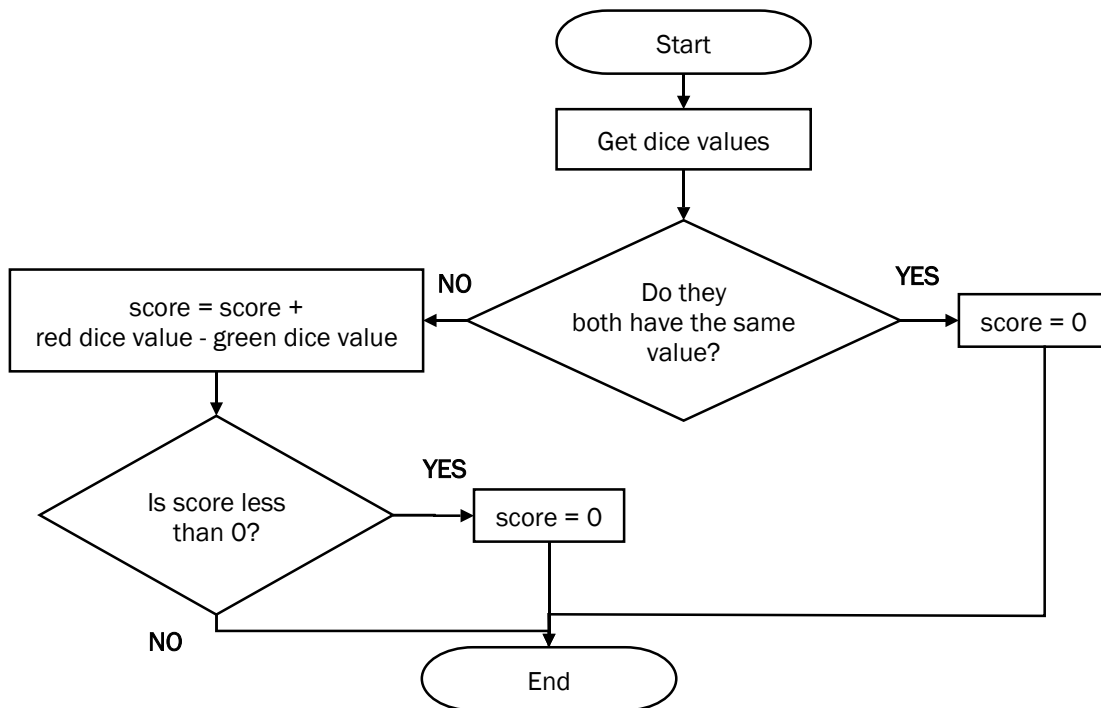 Start
Get dice values
Do they
both have the same
value?
YES
score = 0
NO
score = score +
red dice value - green dice value
Is score less
than 0?
YES
score = 0
NO
End